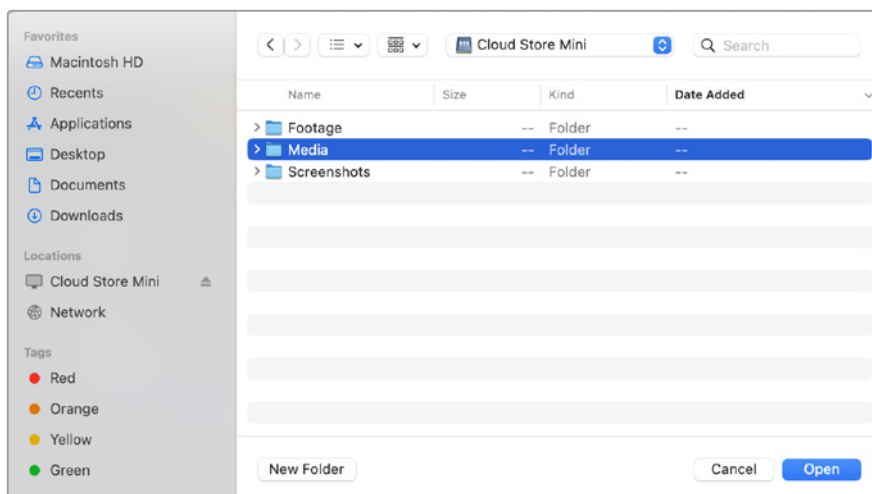 Favorites
Macintosh HD
Recents
Applications
Desktop
Documents
Downloads
Locations
Cloud Store Mini
Network
Tags
Red
Orange
Yellow
Green
Cloud Store Mini
Search
Name Size Kind Date Added
Footage -- Folder --
Media -- Folder --
Screenshots -- Folder --
New Folder Cancel Open